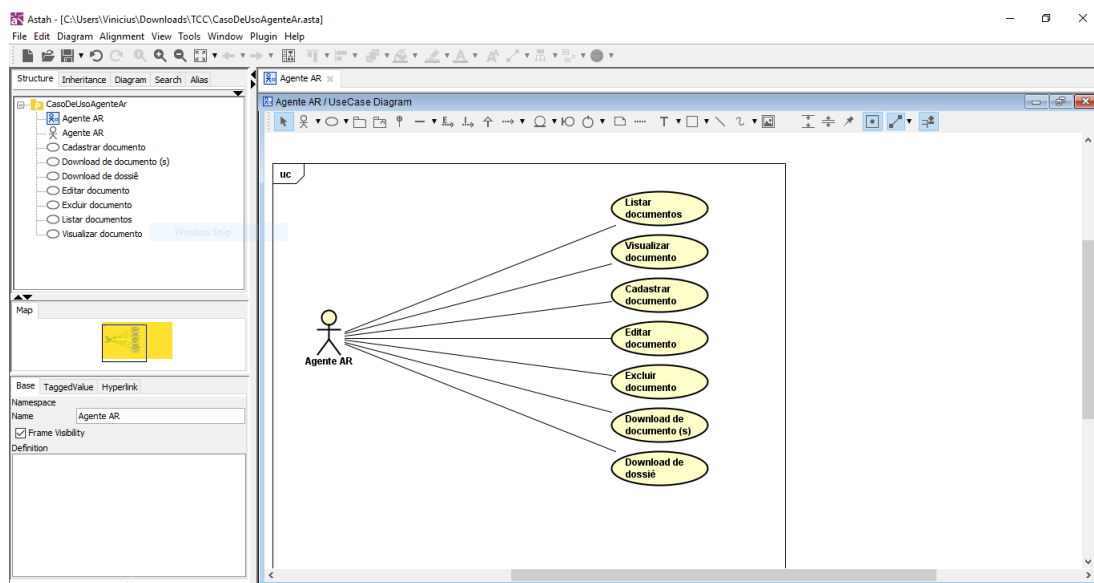 Astah - [C:\Users\Vinicius\Downloads\TCC\CasoDeUsoAgenteAr.asta]
File Edit Diagram Alignment View Tools Window Plugin Help
Structure Inheritance Diagram Search Alias
CasoDeUsoAgenteAr
Agente AR
Agente AR
Cadastrar documento
Download de documento (s)
Download de dossiê
Editar documento
Excluir documento
Listar documentos
Visualizar documento
Window Snip
Map
Base TaggedValue Hyperlink
Namespace
Name Agente AR
Frame Visibility
Definition
Agente AR
Agente AR / UseCase Diagram
T
uc
Agente AR
Listar
documentos
Visualizar
documento
Cadastrar
documento
Editar
documento
Excluir
documento
Download de
documento (s)
Download de
dossiê